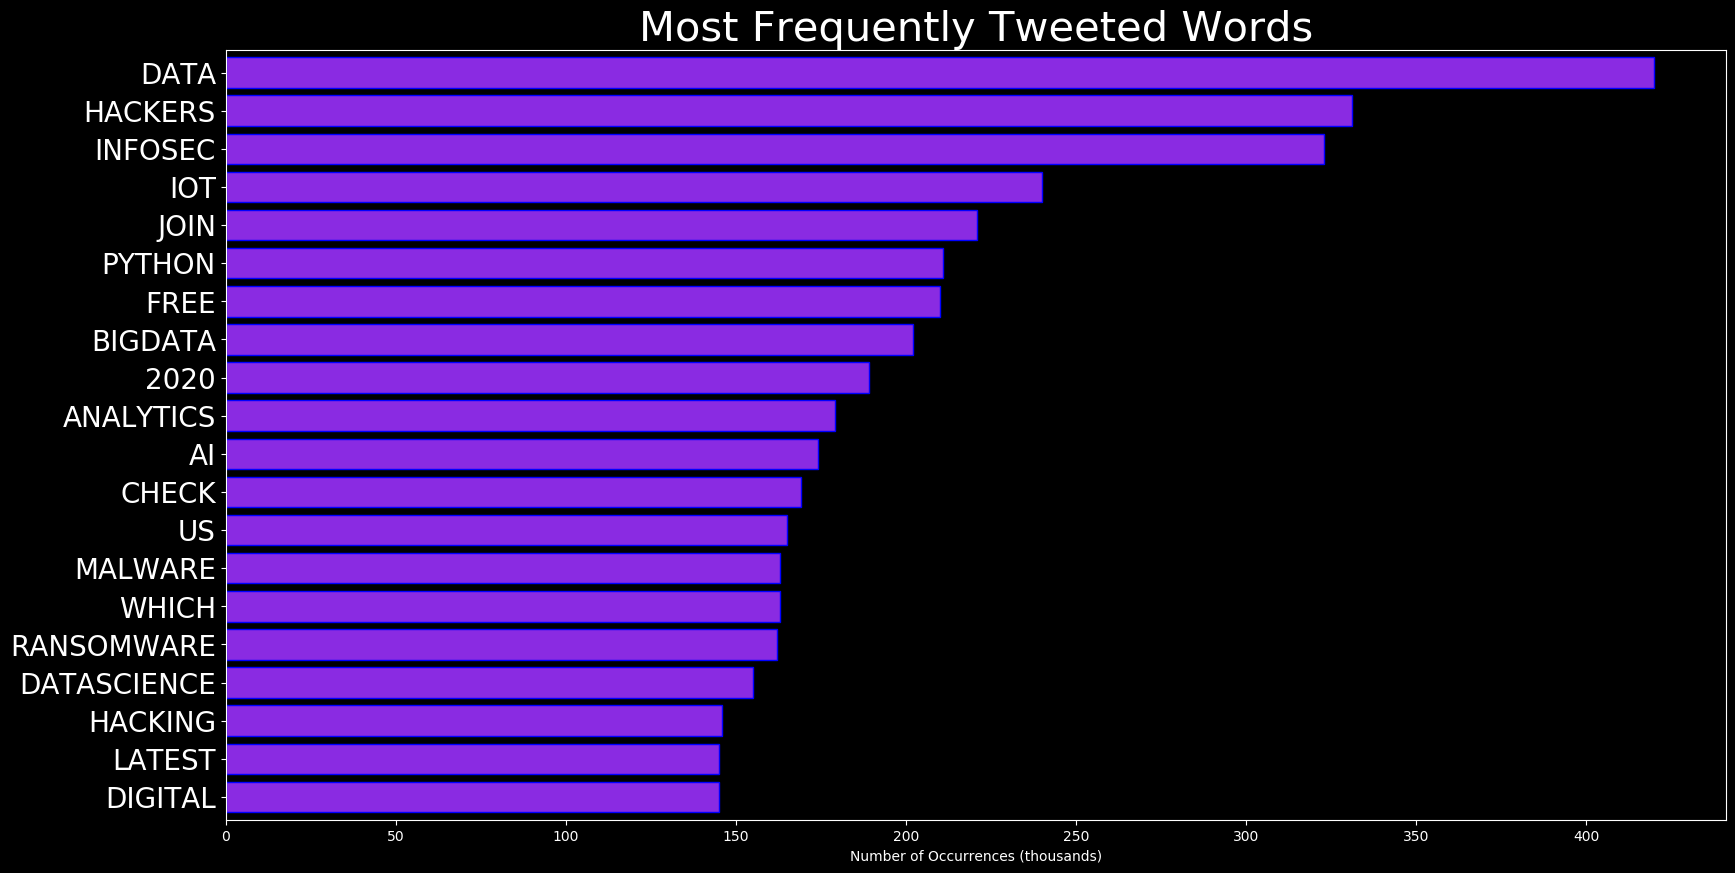 Most Frequently Tweeted Words
DATA
HACKERS
INFOSEC
IOT
JOIN
PYTHON
FREE
BIGDATA
2020
ANALYTICS
AI
CHECK
US
MALWARE
WHICH
RANSOMWARE
DATASCIENCE
HACKING
LATEST
DIGITAL
0 50 100 150 200 250 300 350 400
Number of Occurrences (thousands)